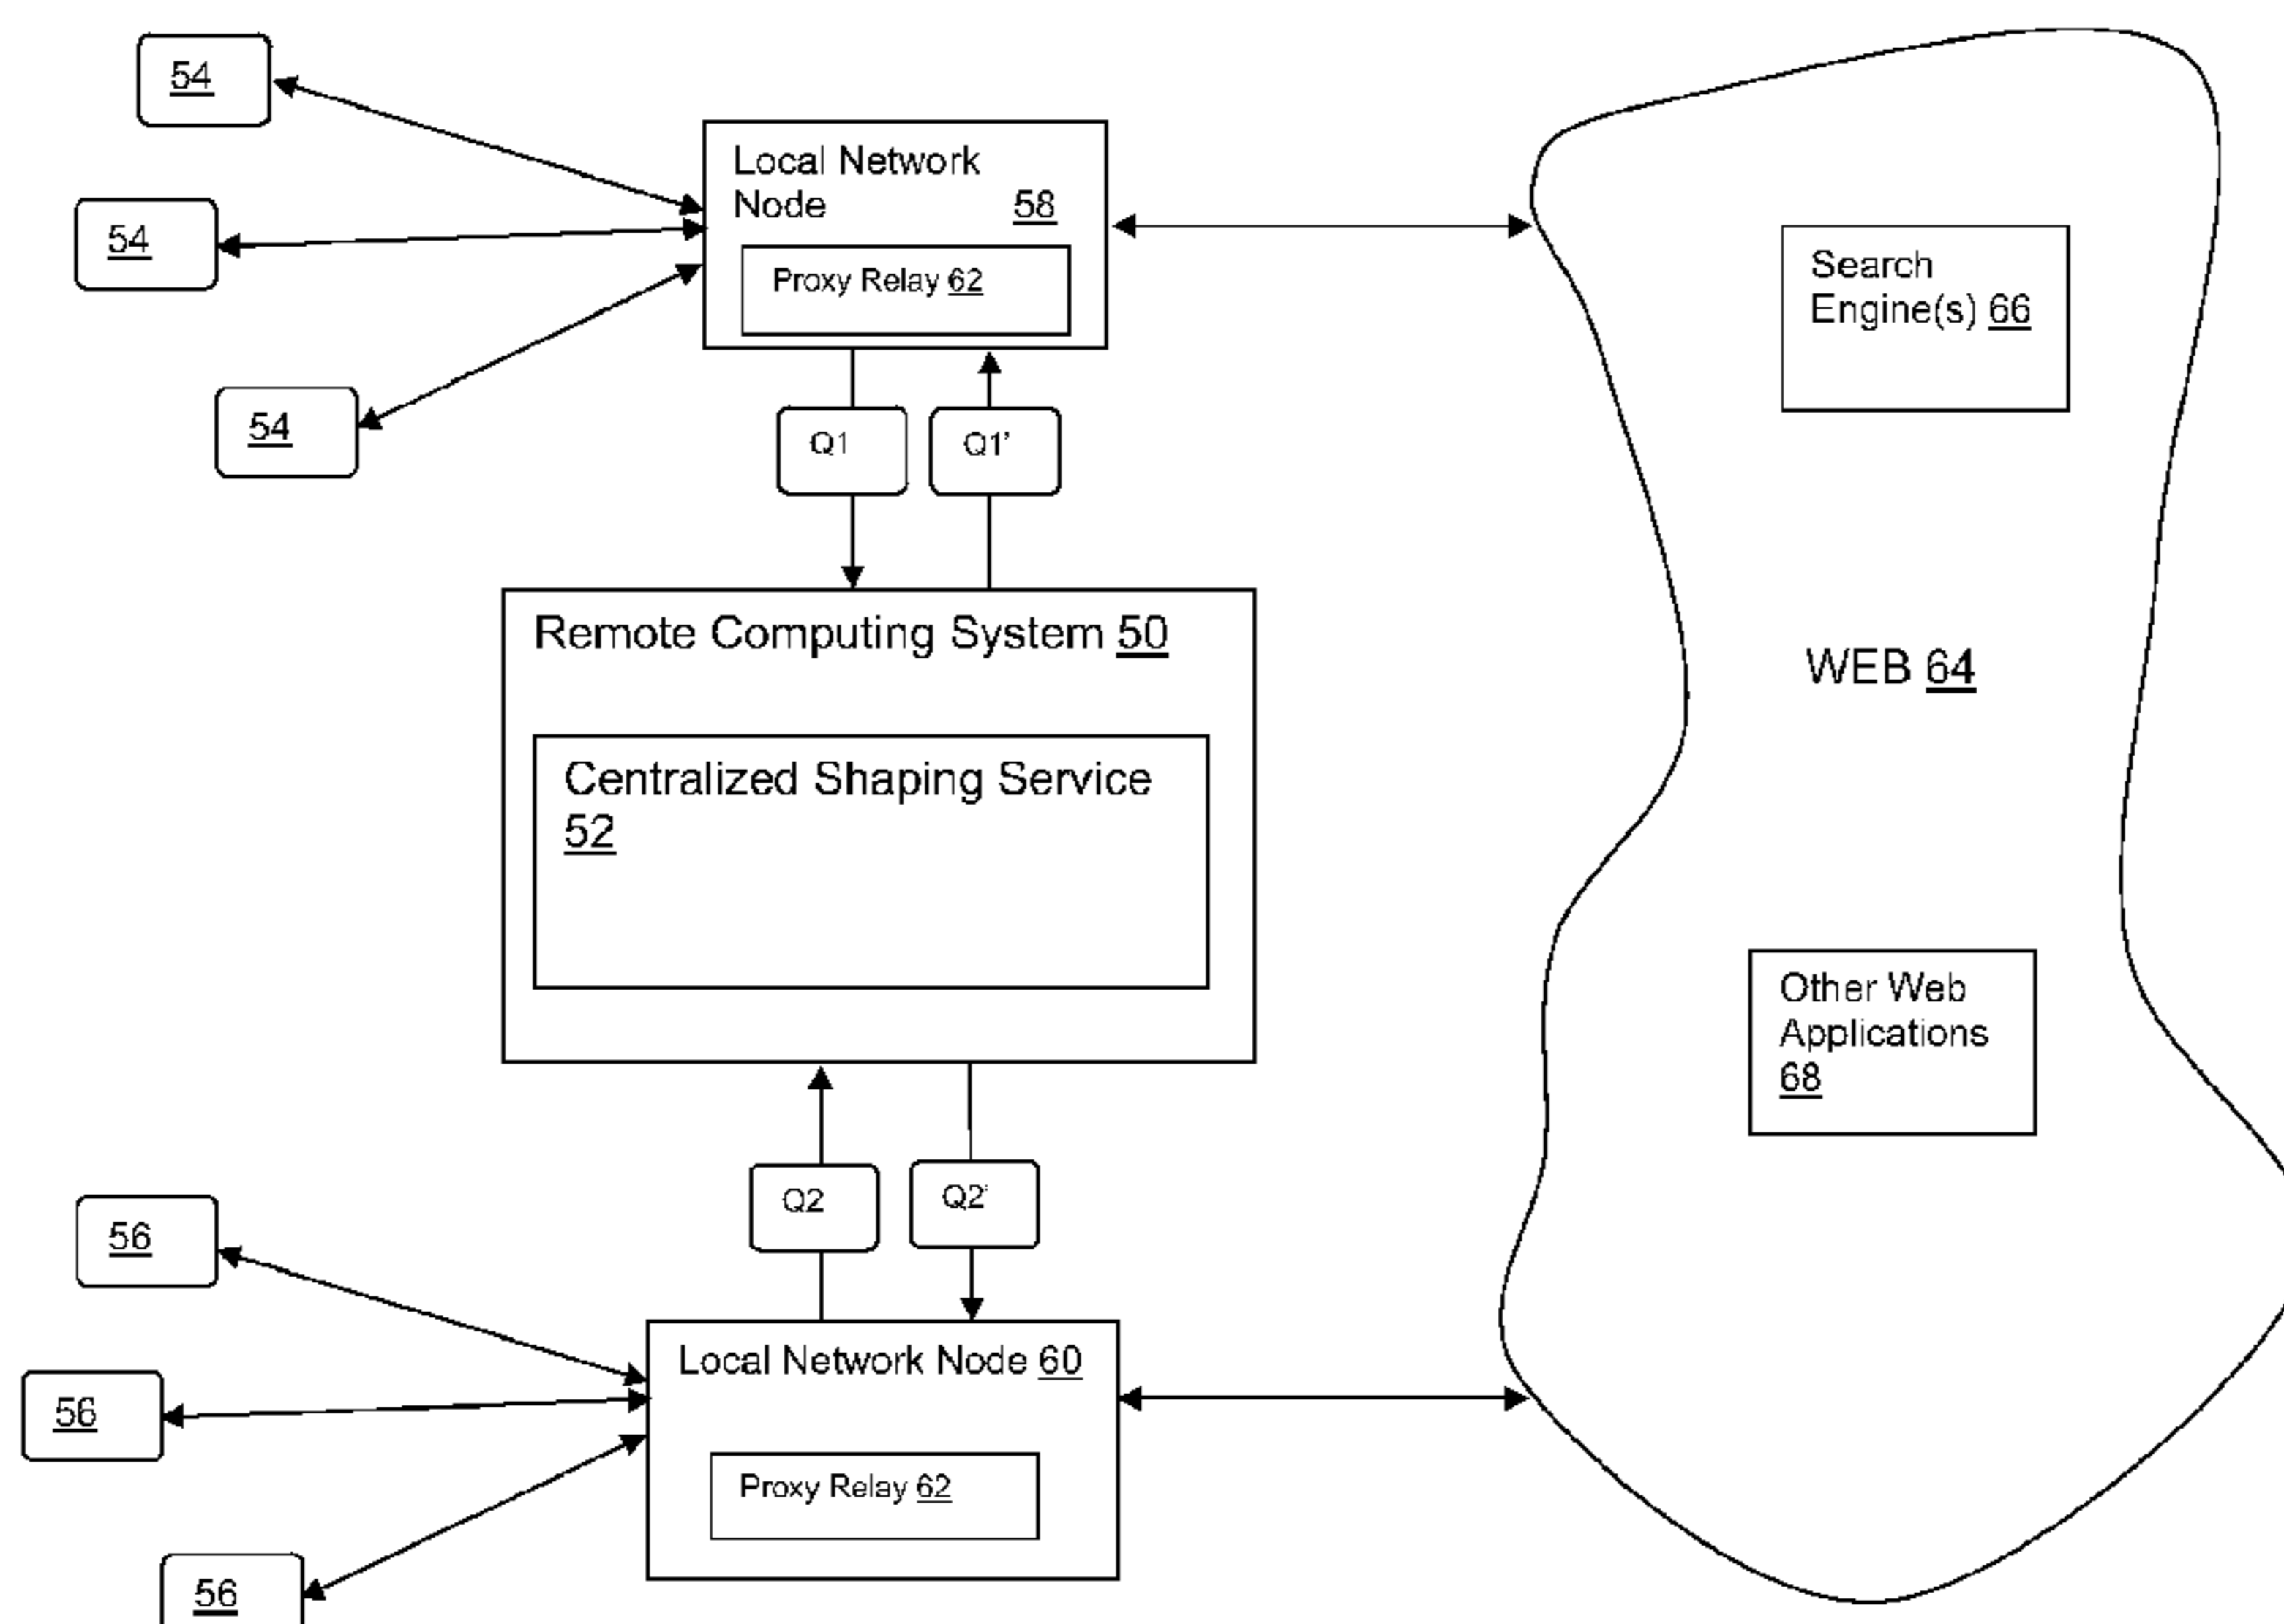 54
54
54
Local Network
Node 58
Proxy Relay 62
Q1
Q1'
Remote Computing System 50
Centralized Shaping Service
52
Q2
Q2'
56
56
56
Local Network Node 60
Proxy Relay 62
Search
Engine(s) 66
WEB 64
Other Web
Applications
68